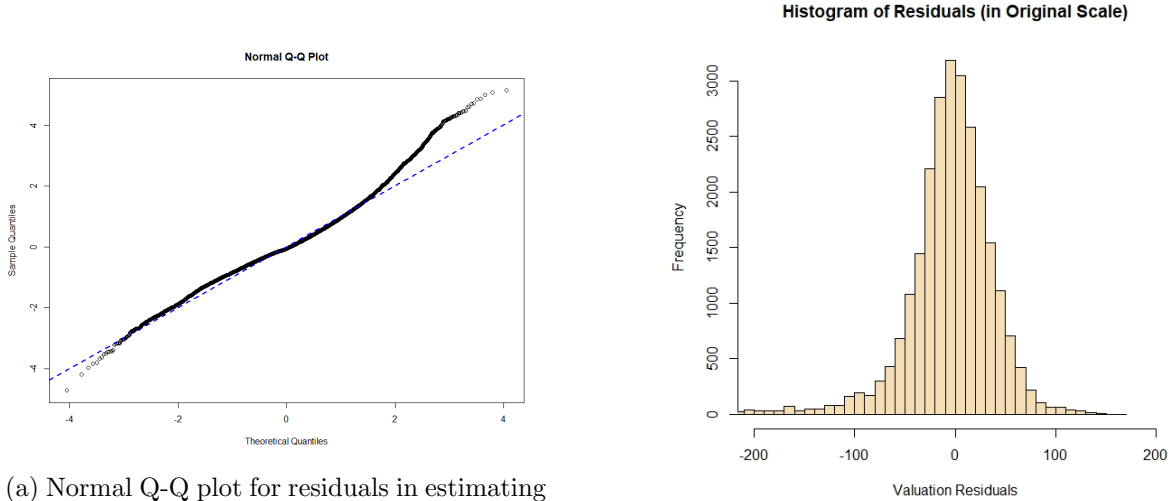 Normal Q-Q Plot
Sample Quantiles
4
2
0
-2
-4
-4 -2 0 2 4
Theoretical Quantiles
(a) Normal Q-Q plot for residuals in estimating
Histogram of Residuals (in Original Scale)
Frequency
3000
2500
2000
1500
1000
500
0
-200 -100 0 100 200
Valuation Residuals